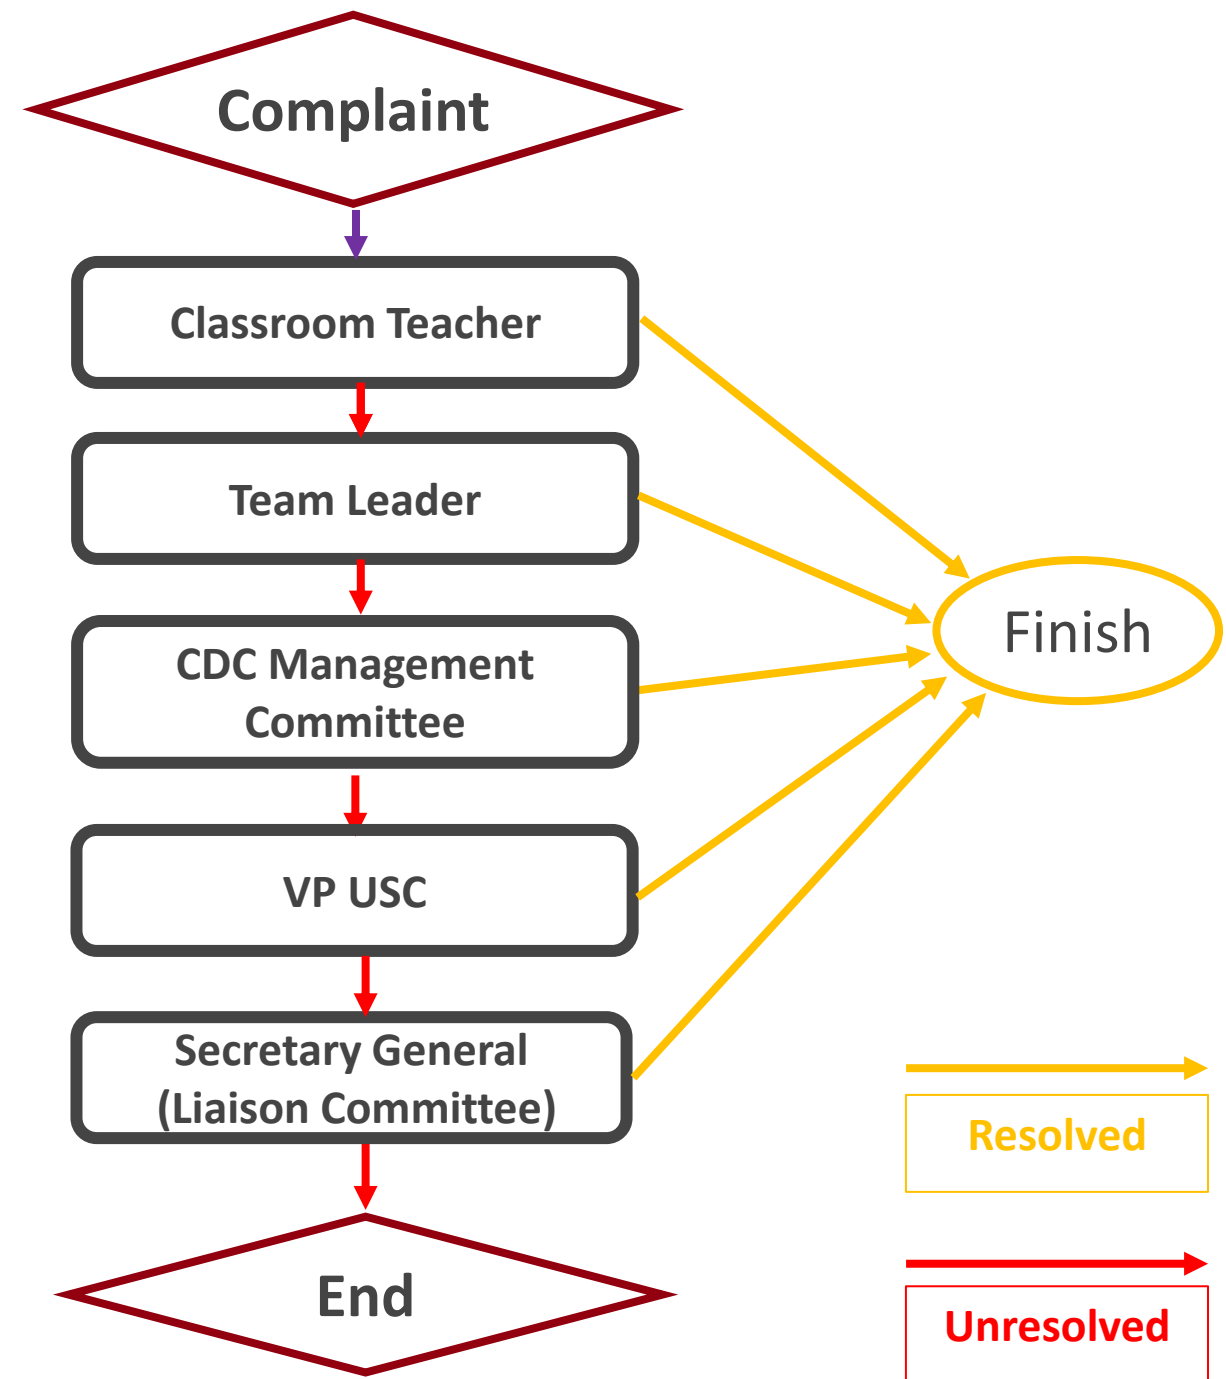 Complaint
Classroom Teacher
Team Leader
CDC Management
Committee
VP USC
Secretary General
(Liaison Committee)
End
Finish
Resolved
Unresolved